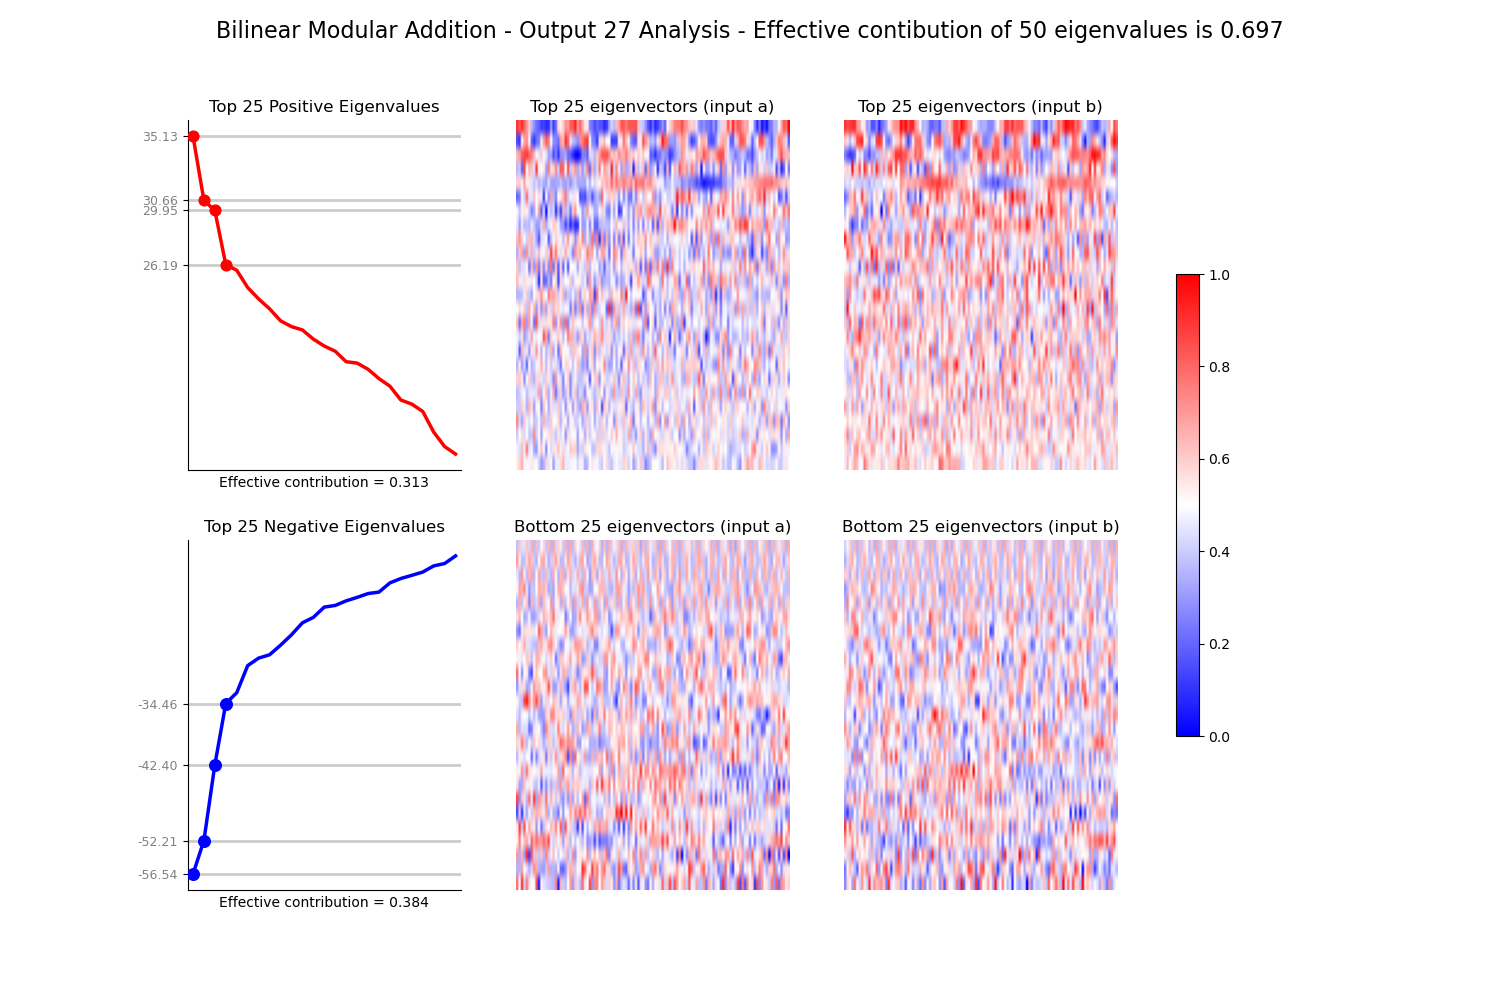 Bilinear Modular Addition - Output 27 Analysis - Effective contibution of 50 eigenvalues is 0.697
Top 25 Positive Eigenvalues
35.13
30.66
29.95
26.19
Effective contribution = 0.313
Top 25 eigenvectors (input a)
Top 25 eigenvectors (input b)
Top 25 Negative Eigenvalues
-34.46
-42.40
-52.21
-56.54
Effective contribution = 0.384
Bottom 25 eigenvectors (input a)
Bottom 25 eigenvectors (input b)
1.0
0.8
0.6
0.4
0.2
0.0